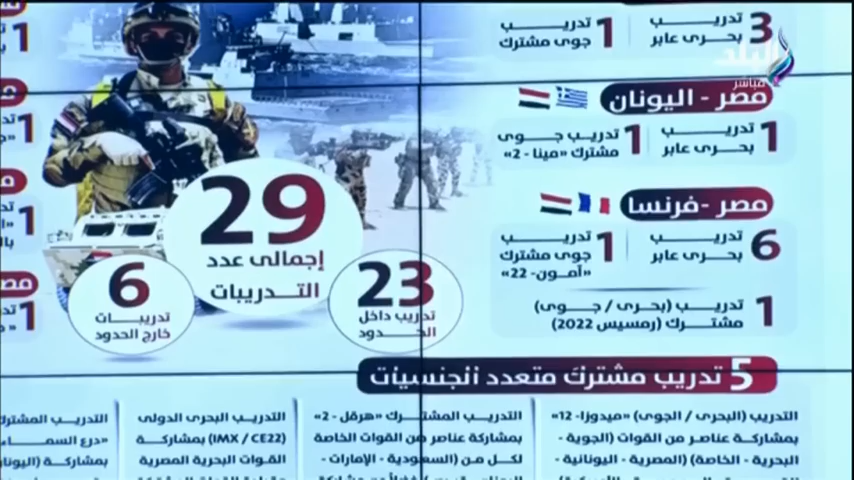 3 تدريب
بحرى عابر
1 تدريب
جوى مشترك
البلد
مباشر
مصر - اليونان
1 تدريب
بحرى عابر
1 تدريب جوى
مشترك «مينا - 2»
مصر -فرنسا
6 تدريب
بحرى عابر
1 تدريب
جوى مشترك
«آمون- 22»
1 تدريب (بحرى / جوى)
مشترك (رمسيس 2022)
29
إجمالى عدد
التدريبات
23
تدريب داخل
الحدود
6
تدريبات
خارج الحدود
5 تدريب مشترك متعدد الجنسيات
التدريب (البحرى / الجوى) «ميدوزا- 12»
بمشاركة عناصر من القوات (الجوية -
البحرية - الخاصة) (المصرية - اليونانية -
التدريب المشترك «هرقل - 2»
بمشاركة عناصر من القوات الخاصة
لكل من (السعودية - الإمارات -
التدريب البحرى الدولى
(IMX / CE22) بمشاركة
القوات البحرية المصرية
التدريب المشترك
«درع السماء
بمشاركة (اليونان